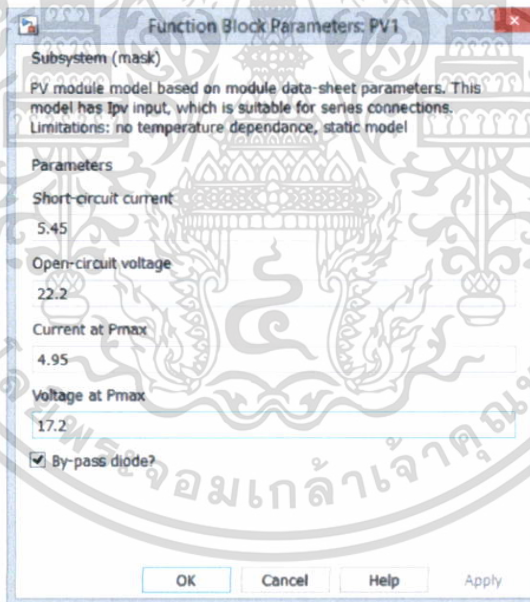 Function Block Parameters: PV1
Subsystem (mask)
PV module model based on module data-sheet parameters. This
model has Ipv input, which is suitable for series connections.
Limitations: no temperature dependance, static model
Parameters
Short-circuit current
5.45
Open-circuit voltage
22.2
Current at Pmax
4.95
Voltage at Pmax
17.2
By-pass diode?
OK Cancel Help Apply